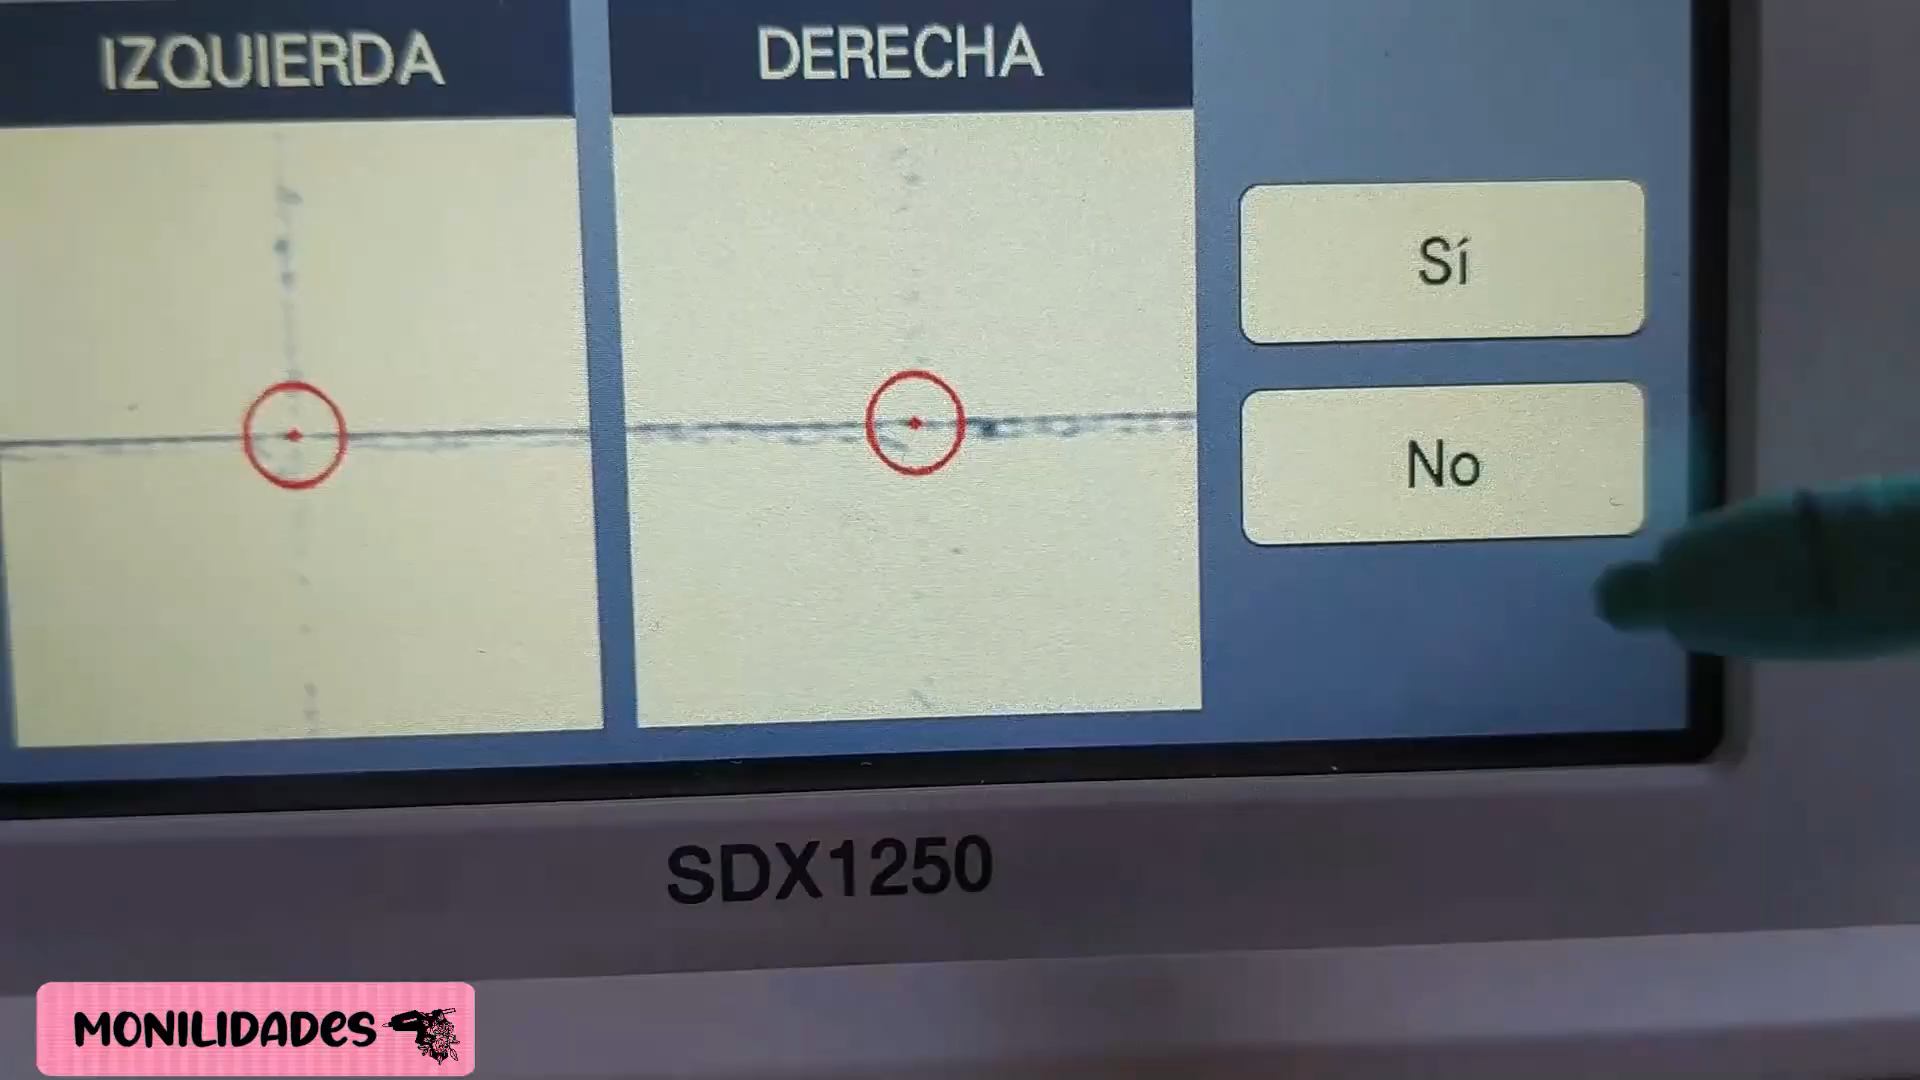 IZQUIERDA
DERECHA
Sí
No
SDX1250
MONILIDADES